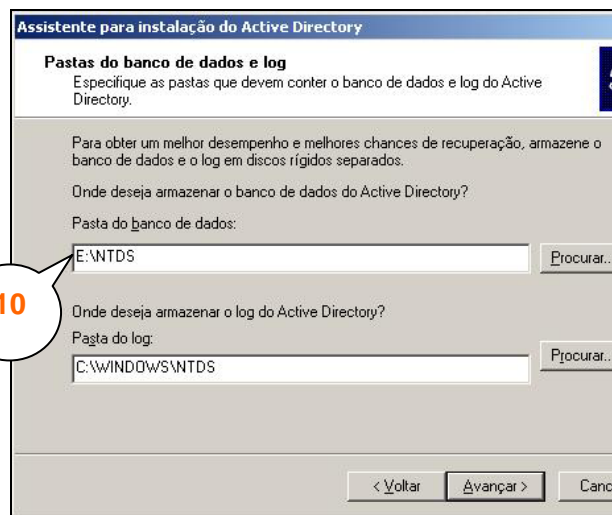 Assistente para instalação do Active Directory
Pastas do banco de dados e log
Especifique as pastas que devem conter o banco de dados e log do Active
Directory.
Para obter um melhor desempenho e melhores chances de recuperação, armazene o
banco de dados e o log em discos rígidos separados.
Onde deseja armazenar o banco de dados do Active Directory?
Pasta do banco de dados:
E:\NTDS
Procurar...
10
Onde deseja armazenar o log do Active Directory?
Pasta do log:
C:\WINDOWS\NTDS
Procurar...
< Voltar
Avançar >
Canc